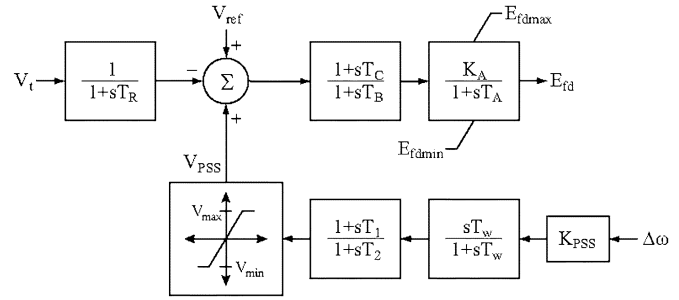 V_ref
E_fdmax
+
V_t
1
1+sT_R
−
Σ
1+sT_C
1+sT_B
K_A
1+sT_A
E_fd
+
E_fdmin
V_PSS
V_max
V_min
1+sT_1
1+sT_2
sT_w
1+sT_w
K_PSS
Δω